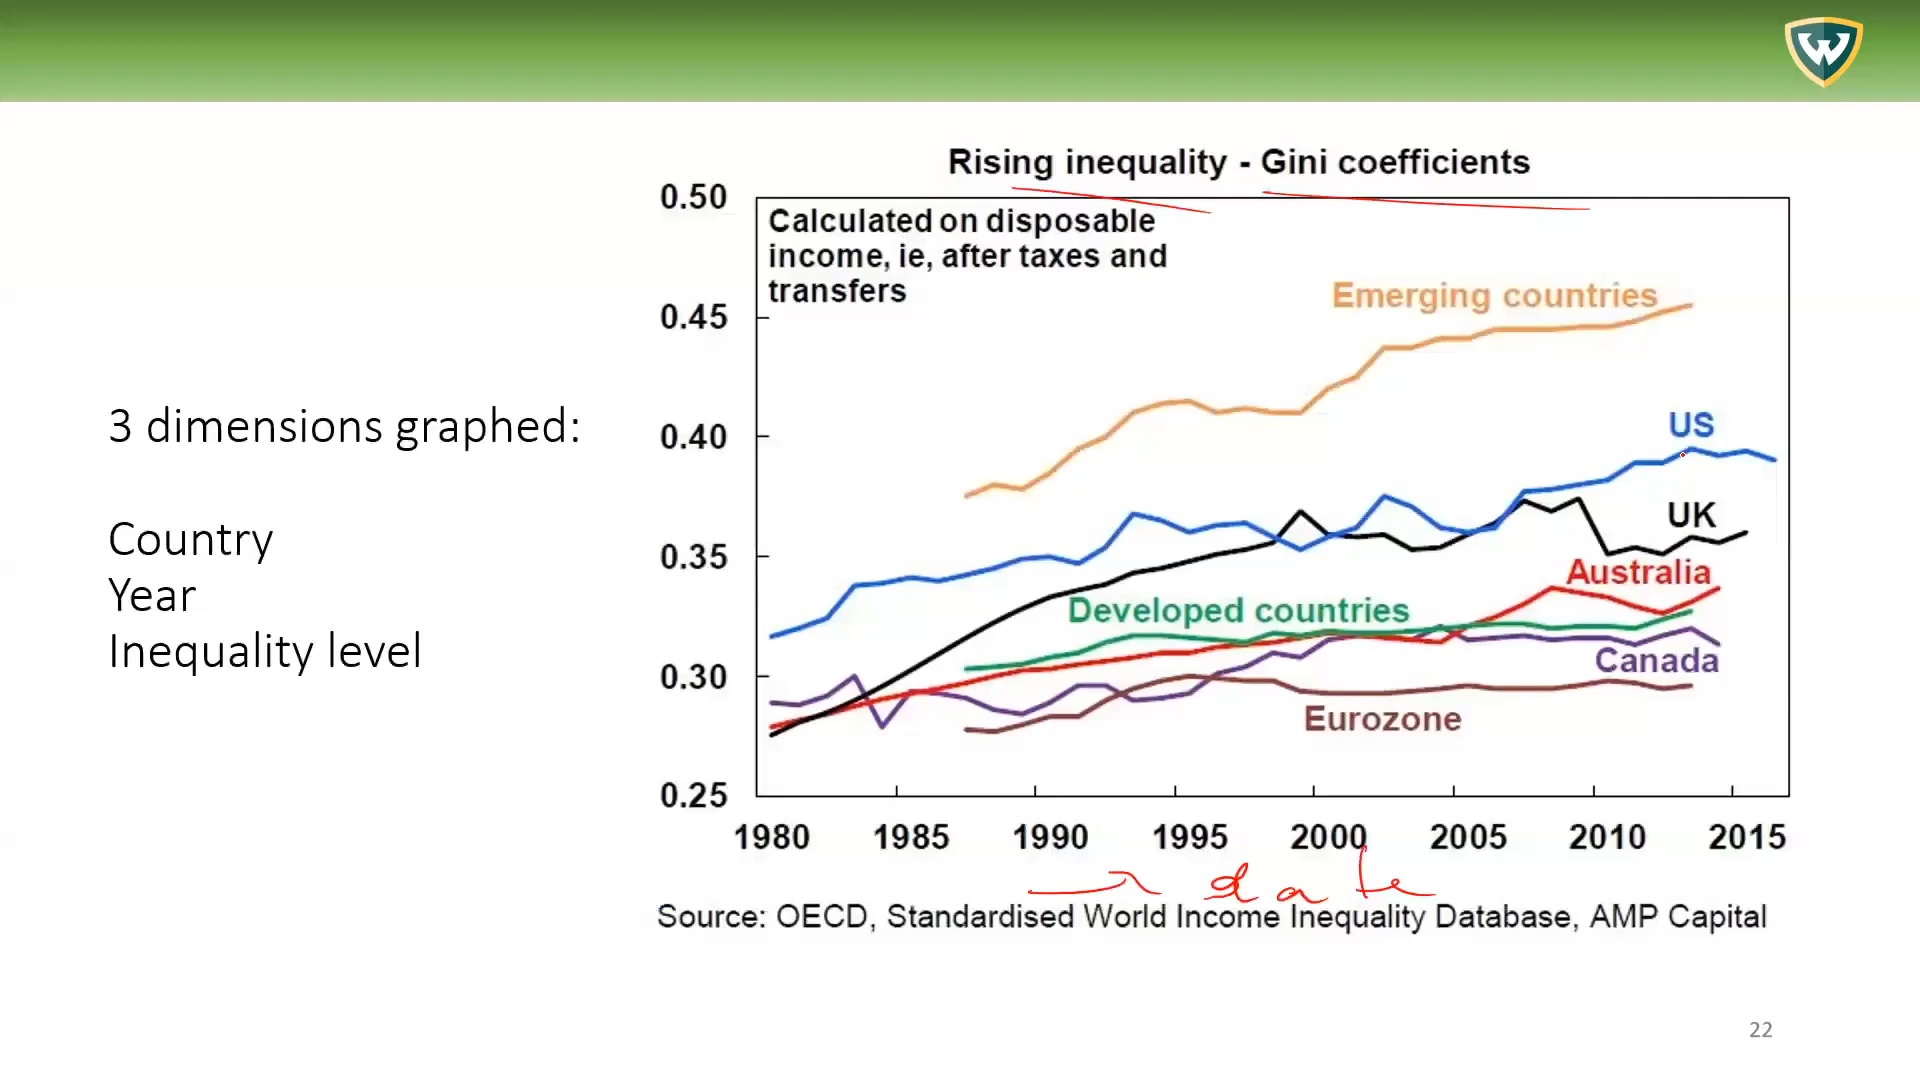 Rising inequality - Gini coefficients
0.50
Calculated on disposable
income, ie, after taxes and
transfers
Emerging countries
0.45
3 dimensions graphed:
0.40
US
UK
Country
0.35
Australia
Year
Developed countries
Inequality level
Canada
0.30
Eurozone
0.25
1980 1985 1990 1995 2000 2005 2010 2015
date
Source: OECD, Standardised World Income Inequality Database, AMP Capital
22
W